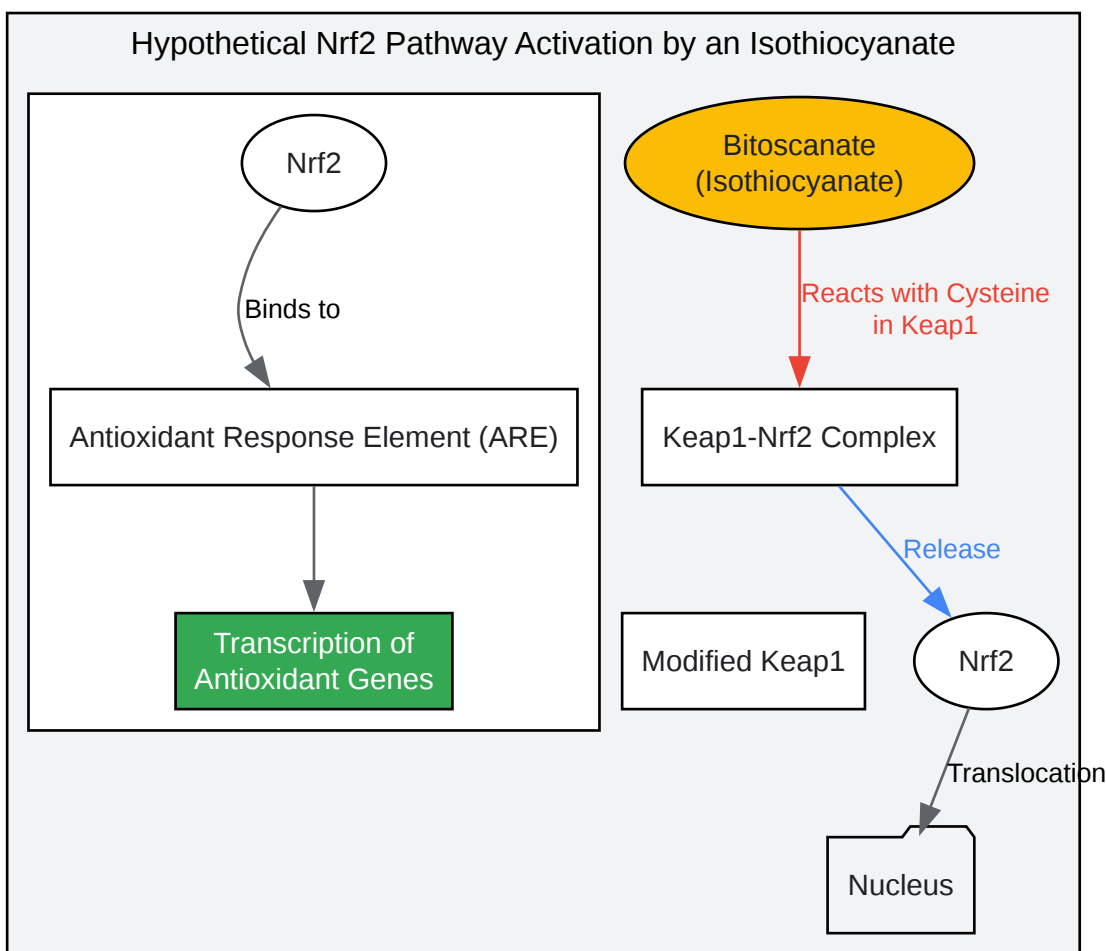 Hypothetical Nrf2 Pathway Activation by an Isothiocyanate
Nrf2
Binds to
Antioxidant Response Element (ARE)
Transcription of
Antioxidant Genes
Bitoscanate
(Isothiocyanate)
Reacts with Cysteine
in Keap1
Keap1-Nrf2 Complex
Release
Modified Keap1
Nrf2
Translocation
Nucleus